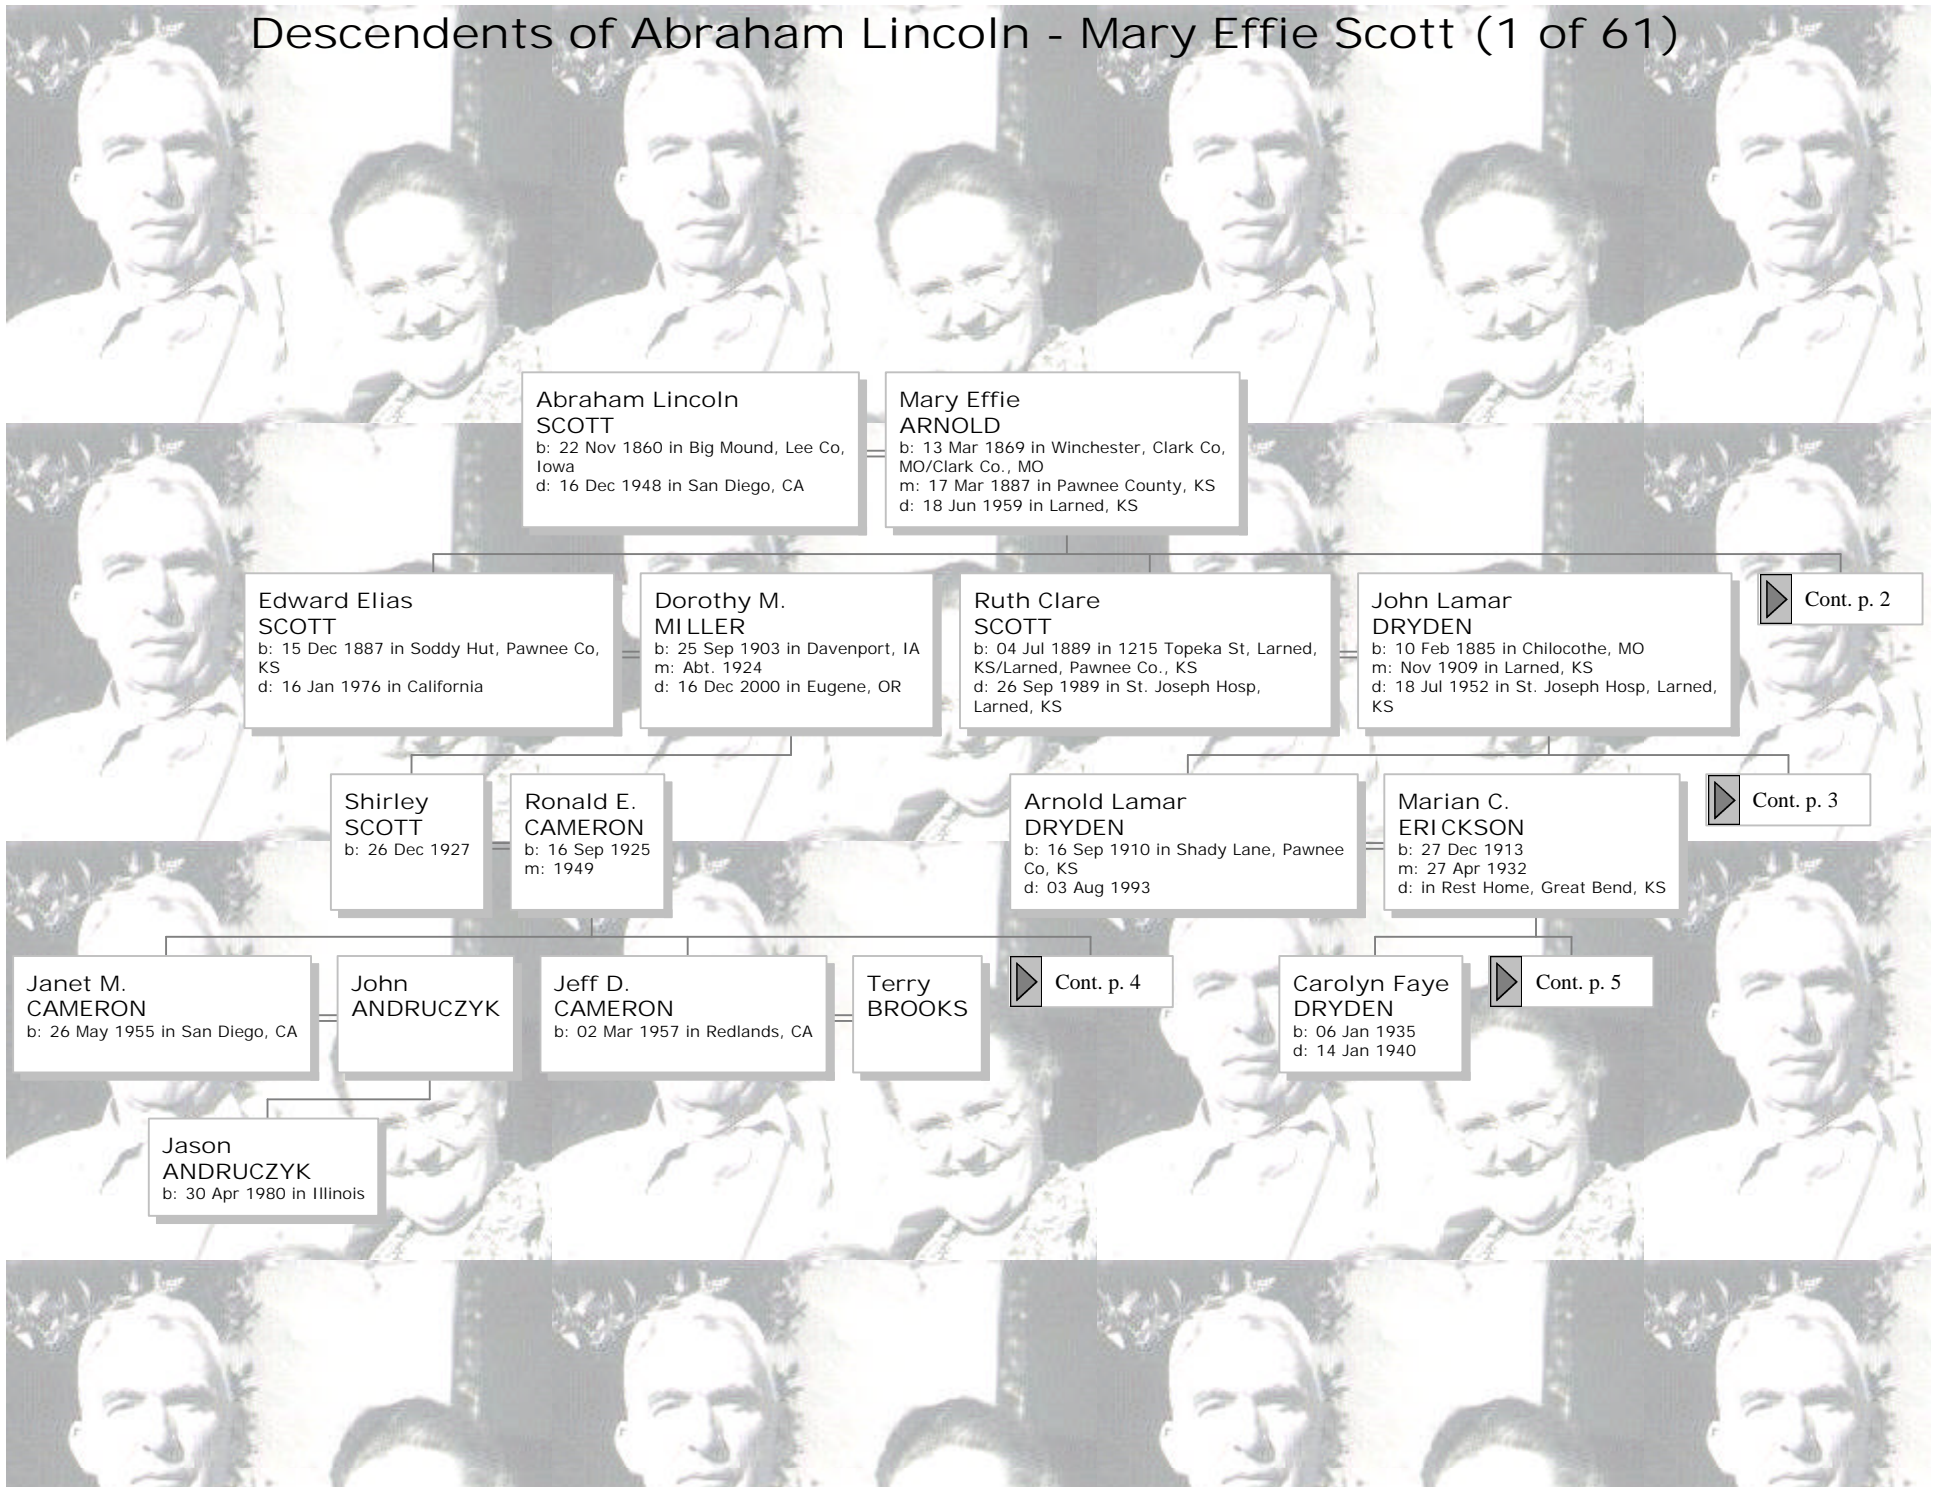 Descendents of Abraham Lincoln - Mary Effie Scott (1 of 61)
Abraham Lincoln
SCOTT
b: 22 Nov 1860 in Big Mound, Lee Co,
Iowa
d: 16 Dec 1948 in San Diego, CA
Mary Effie
ARNOLD
b: 13 Mar 1869 in Winchester, Clark Co,
MO/Clark Co., MO
m: 17 Mar 1887 in Pawnee County, KS
d: 18 Jun 1959 in Larned, KS
Edward Elias
SCOTT
b: 15 Dec 1887 in Soddy Hut, Pawnee Co,
KS
d: 16 Jan 1976 in California
Dorothy M.
MILLER
b: 25 Sep 1903 in Davenport, IA
m: Abt. 1924
d: 16 Dec 2000 in Eugene, OR
Ruth Clare
SCOTT
b: 04 Jul 1889 in 1215 Topeka St, Larned,
KS/Larned, Pawnee Co., KS
d: 26 Sep 1989 in St. Joseph Hosp,
Larned, KS
John Lamar
DRYDEN
b: 10 Feb 1885 in Chilocothe, MO
m: Nov 1909 in Larned, KS
d: 18 Jul 1952 in St. Joseph Hosp, Larned,
KS
Cont. p. 2
Shirley
SCOTT
b: 26 Dec 1927
Ronald E.
CAMERON
b: 16 Sep 1925
m: 1949
Arnold Lamar
DRYDEN
b: 16 Sep 1910 in Shady Lane, Pawnee
Co, KS
d: 03 Aug 1993
Marian C.
ERICKSON
b: 27 Dec 1913
m: 27 Apr 1932
d: in Rest Home, Great Bend, KS
Cont. p. 3
Janet M.
CAMERON
b: 26 May 1955 in San Diego, CA
John
ANDRUCZYK
Jeff D.
CAMERON
b: 02 Mar 1957 in Redlands, CA
Terry
BROOKS
Cont. p. 4
Carolyn Faye
DRYDEN
b: 06 Jan 1935
d: 14 Jan 1940
Cont. p. 5
Jason
ANDRUCZYK
b: 30 Apr 1980 in Illinois